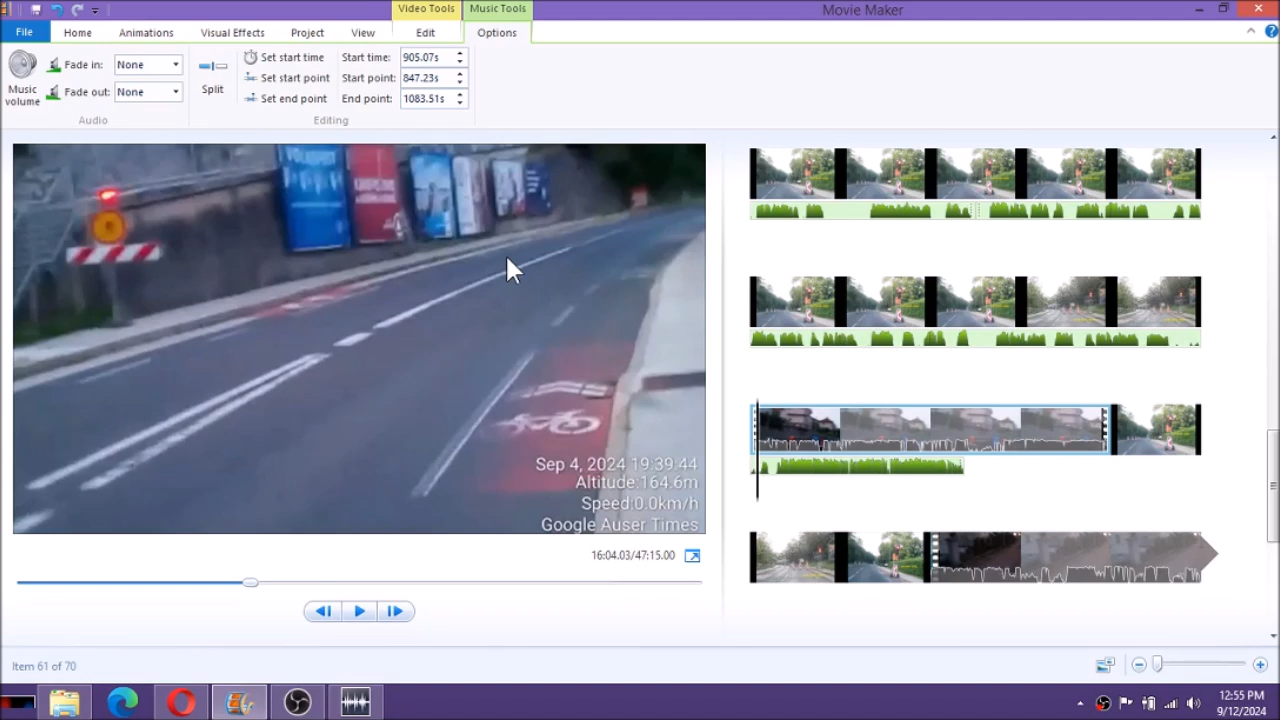 Video Tools
Music Tools
Movie Maker
File
Home
Animations
Visual Effects
Project
View
Edit
Options
Music
volume
Fade in:
None
Fade out:
None
Split
Set start time
Set start point
Set end point
Start time:
905.07s
Start point:
847.23s
End point:
1083.51s
Audio
Editing
Sep 4, 2024 19:39:44
Altitude:164.6m
Speed:0.0km/h
Google Auser Times
16:04.03/47:15.00
Item 61 of 70
12:55 PM
9/12/2024